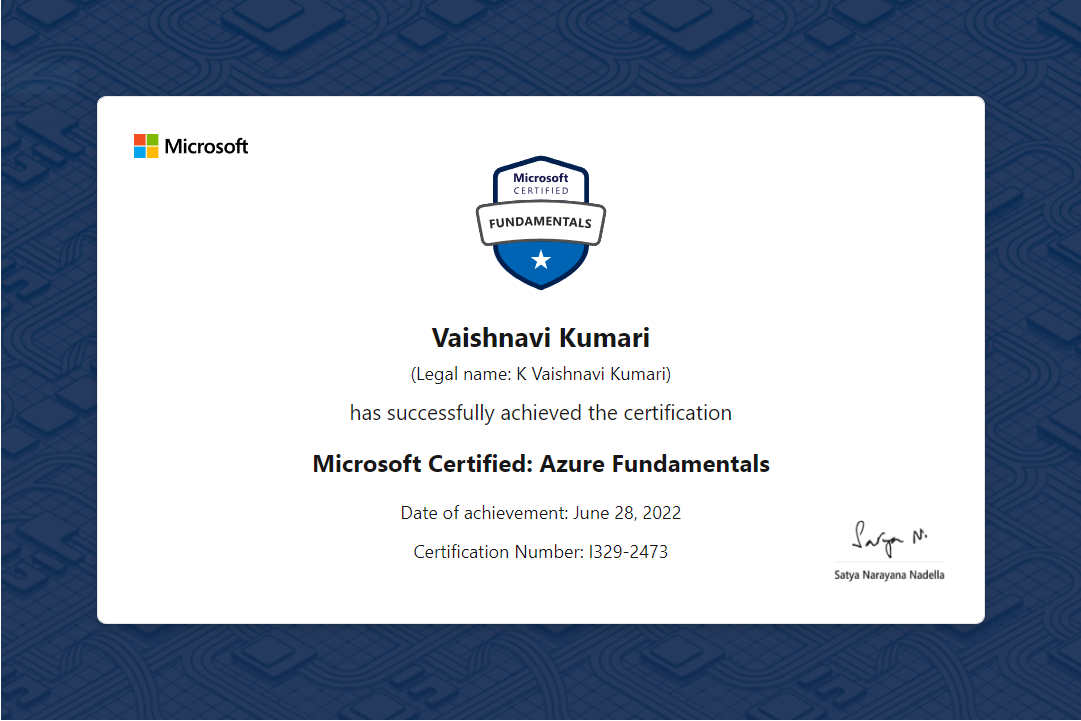 Microsoft
Microsoft
CERTIFIED
FUNDAMENTALS
Vaishnavi Kumari
(Legal name: K Vaishnavi Kumari)
has successfully achieved the certification
Microsoft Certified: Azure Fundamentals
Date of achievement: June 28, 2022
Certification Number: I329-2473
Satya N.
Satya Narayana Nadella